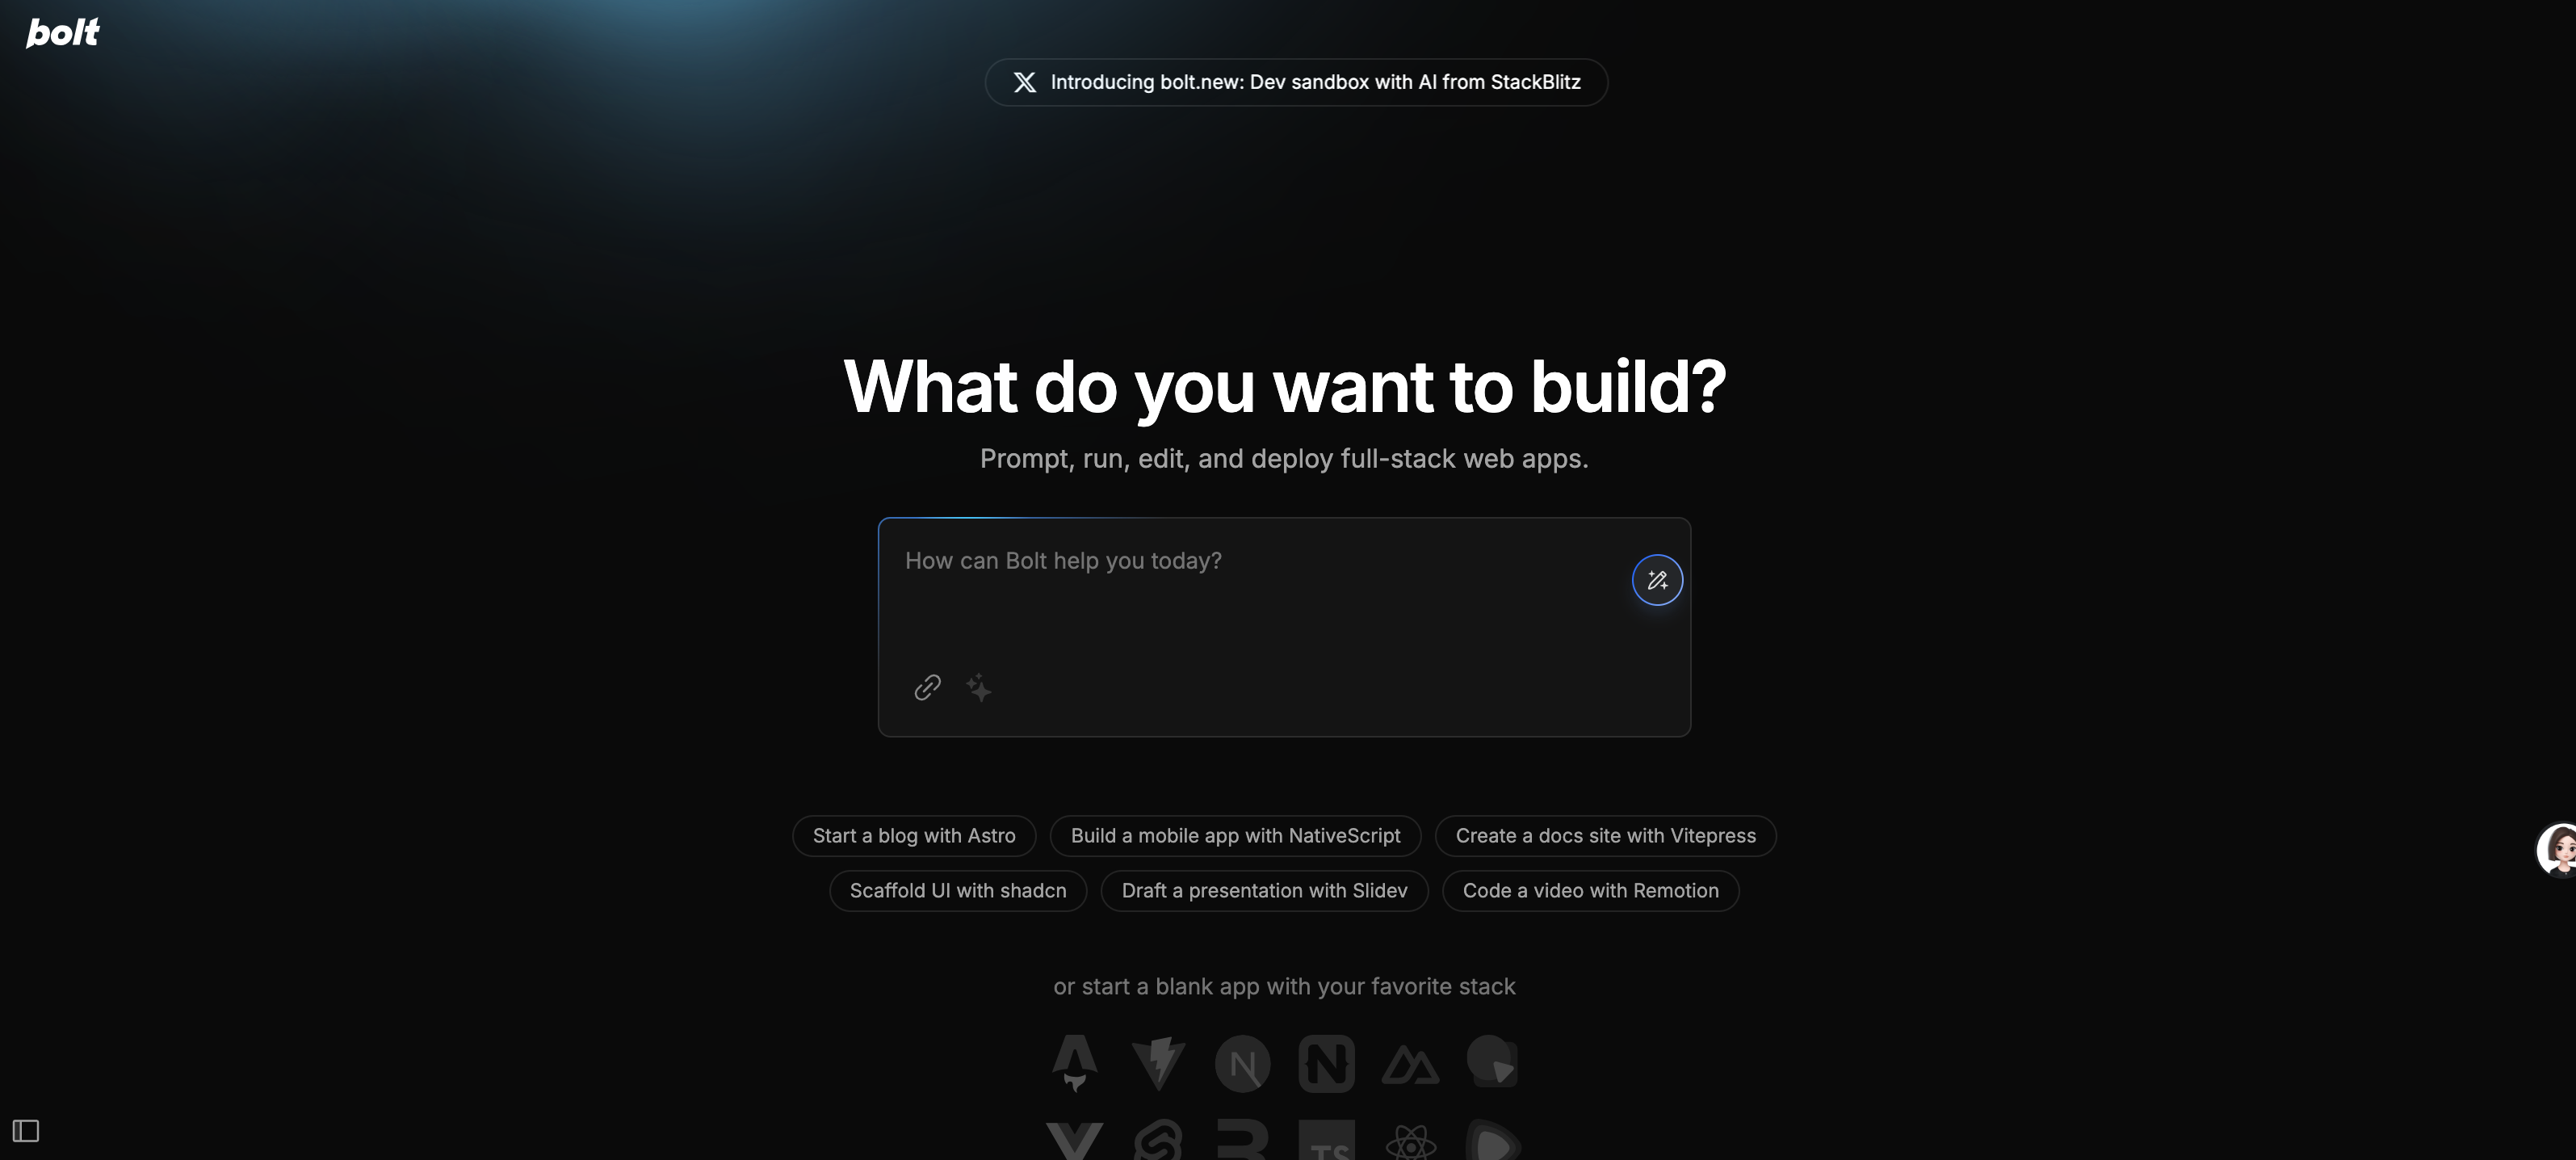 bolt
Introducing bolt.new: Dev sandbox with AI from StackBlitz
What do you want to build?
Prompt, run, edit, and deploy full-stack web apps.
How can Bolt help you today?
Start a blog with Astro
Build a mobile app with NativeScript
Create a docs site with Vitepress
Scaffold UI with shadcn
Draft a presentation with Slidev
Code a video with Remotion
or start a blank app with your favorite stack
TS